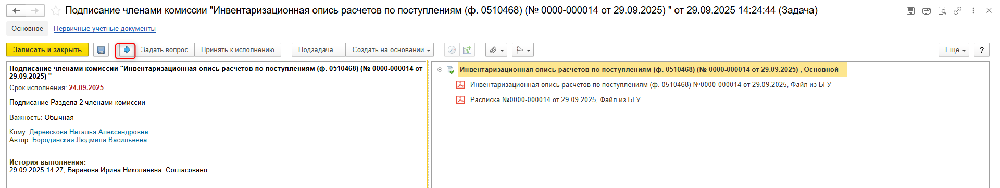 Подписание членами комиссии "Инвентаризационная опись расчетов по поступлениям (ф. 0510468) (№ 0000-000014 от 29.09.2025) " от 29.09.2025 14:24:44 (Задача)
Основное Первичные учетные документы
Записать и закрыть Задать вопрос Принять к исполнению Подзадача... Создать на основании Еще ?
Подписание членами комиссии "Инвентаризационная опись расчетов по поступлениям (ф. 0510468) (№ 0000-000014 от
29.09.2025) "
Срок исполнения: 24.09.2025
Подписание Раздела 2 членами комиссии
Важность: Обычная
Кому: Деревскова Наталья Александровна
Автор: Бородинская Людмила Васильевна
История выполнения:
29.09.2025 14:27, Баринова Ирина Николаевна. Согласовано.
Инвентаризационная опись расчетов по поступлениям (ф. 0510468) (№ 0000-000014 от 29.09.2025) , Основной
Инвентаризационная опись расчетов по поступлениям (ф. 0510468) №0000-000014 от 29.09.2025, Файл из БГУ
Расписка №0000-000014 от 29.09.2025, Файл из БГУ